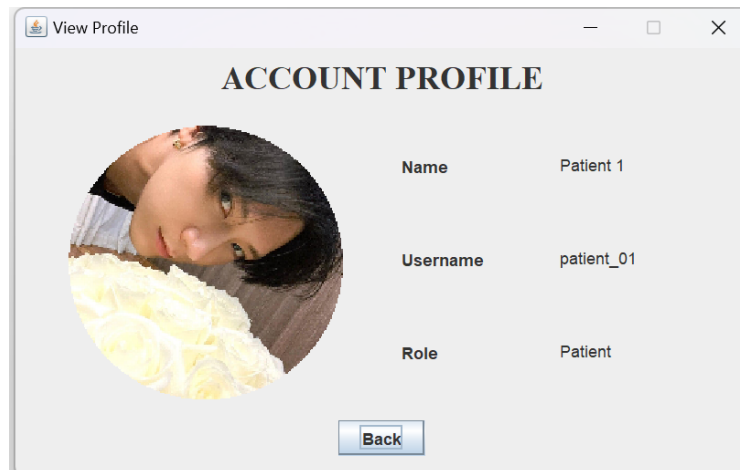 View Profile
ACCOUNT PROFILE
Name Patient 1
Username patient_01
Role Patient
Back